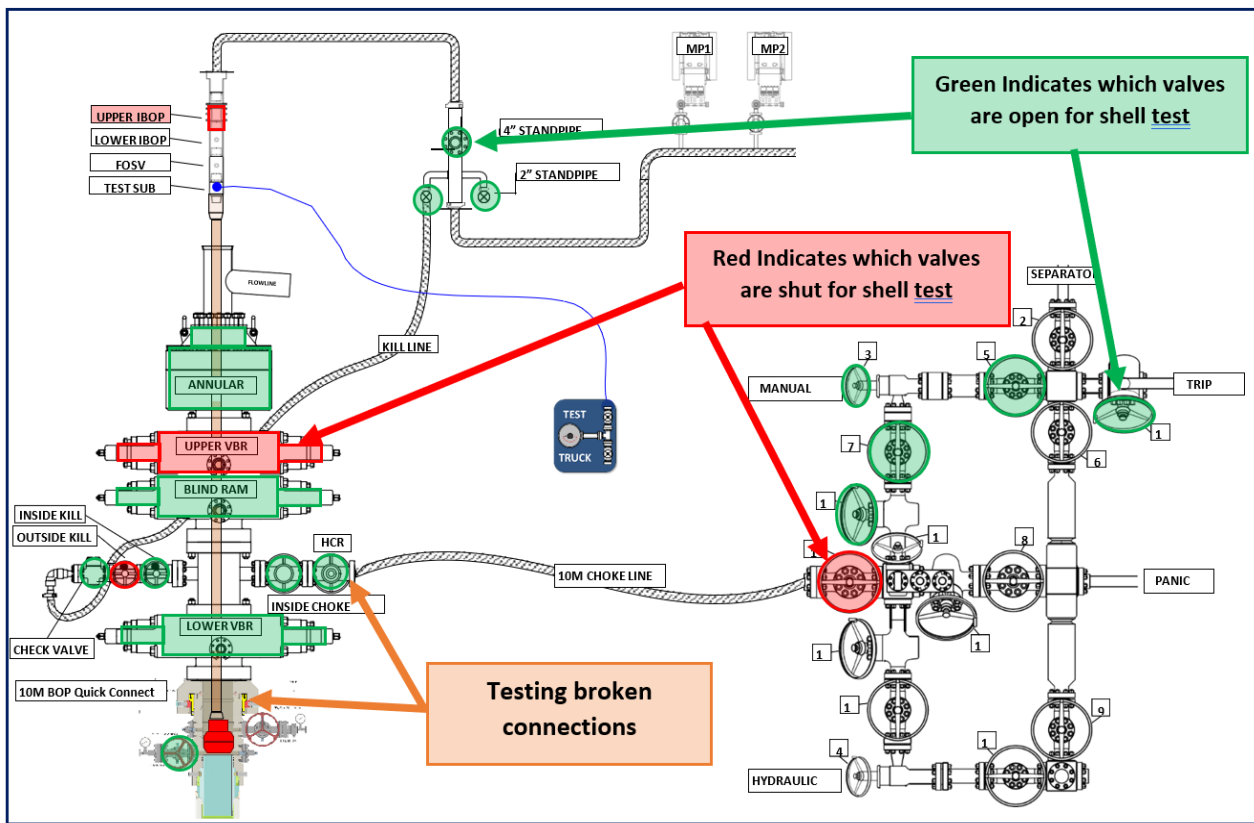 MP1
MP2
Green Indicates which valves
are open for shell test
UPPER IBOP
LOWER IBOP
FOSV
TEST SUB
4” STANDPIPE
2” STANDPIPE
Red Indicates which valves
are shut for shell test
FLOWLINE
SEPARATOR
2
KILL LINE
3
5
MANUAL
TRIP
ANNULAR
TEST
TRUCK
1
7
6
UPPER VBR
BLIND RAM
1
INSIDE KILL
OUTSIDE KILL
HCR
1
1
8
10M CHOKE LINE
PANIC
INSIDE CHOKE
LOWER VBR
1
1
CHECK VALVE
10M BOP Quick Connect
Testing broken
connections
1
9
1
4
HYDRAULIC